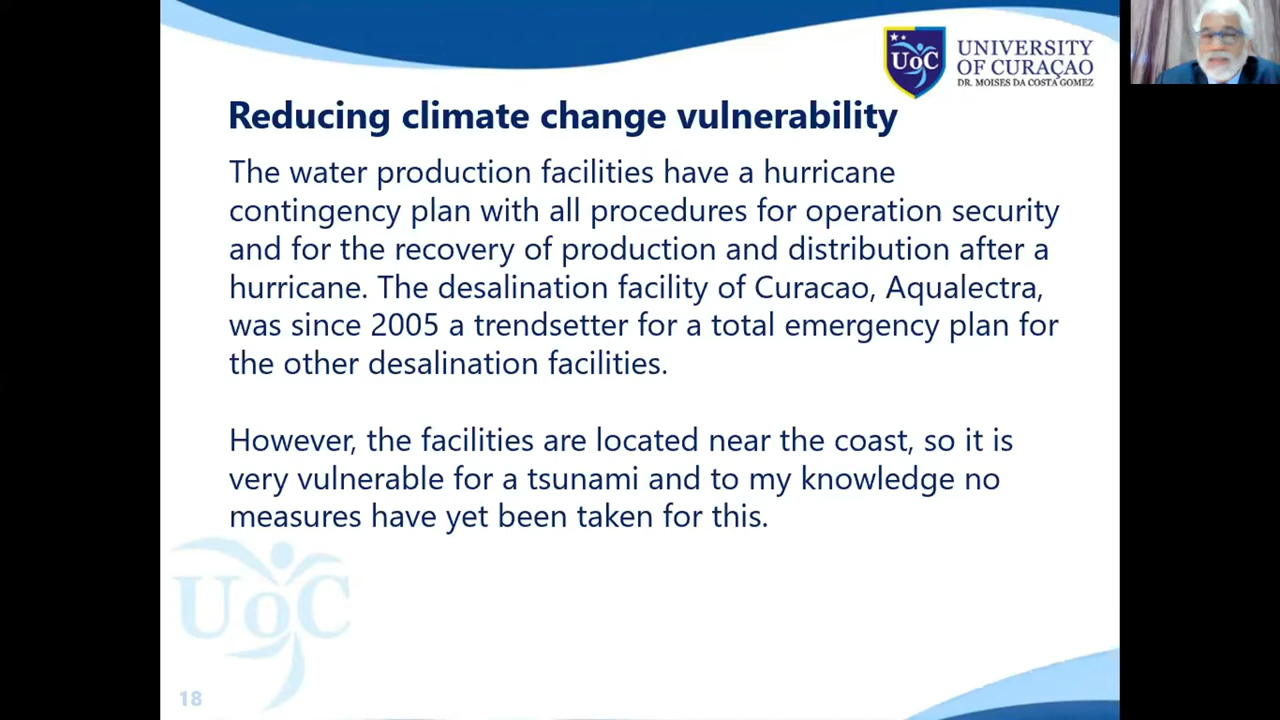 UoC
UNIVERSITY
OF CURAÇAO
DR. MOISES DA COSTA GOMEZ
Reducing climate change vulnerability
The water production facilities have a hurricane
contingency plan with all procedures for operation security
and for the recovery of production and distribution after a
hurricane. The desalination facility of Curacao, Aqualectra,
was since 2005 a trendsetter for a total emergency plan for
the other desalination facilities.
However, the facilities are located near the coast, so it is
very vulnerable for a tsunami and to my knowledge no
measures have yet been taken for this.
UoC
18